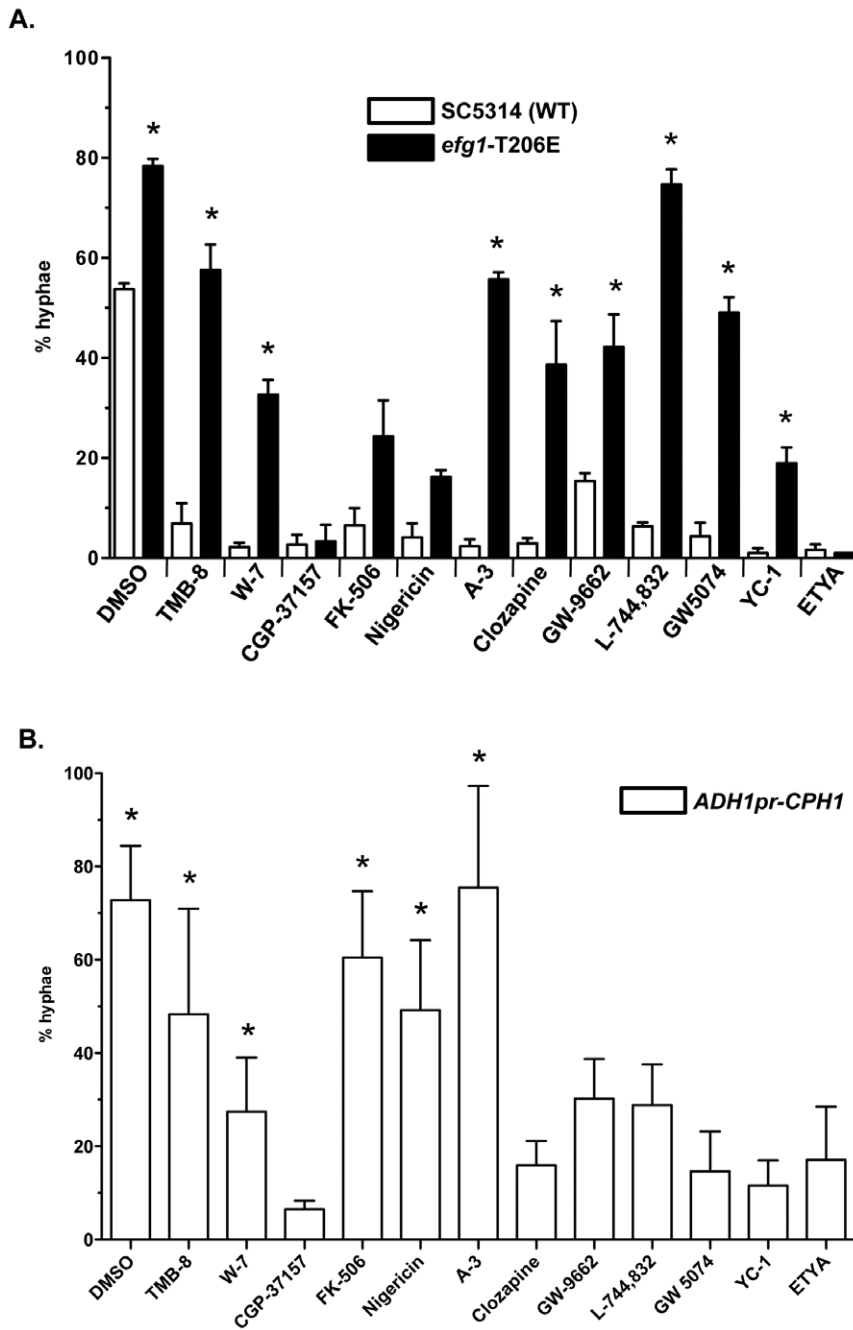 A.
100
80
60
40
20
0
% hyphae
SC5314 (WT)
efg1-T206E
* * * * * * * * *
DMSO
TMB-8
W-7
CGP-37157
FK-506
Nigericin
A-3
Clozapine
GW-9662
L-744,832
GW5074
YC-1
ETYA
B.
100
80
60
40
20
0
% hyphae
ADH1pr-CPH1
* * * * * *
DMSO
TMB-8
W-7
CGP-37157
FK-506
Nigericin
A-3
Clozapine
GW-9662
L-744,832
GW 5074
YC-1
ETYA